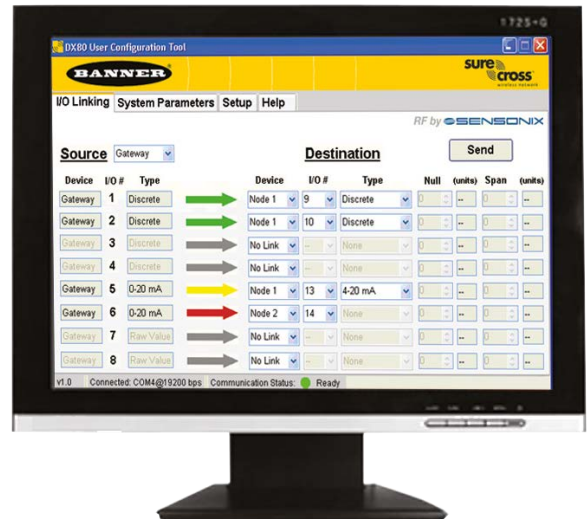 1725+G
DX80 User Configuration Tool
BANNER
sure cross
wireless network
I/O Linking System Parameters Setup Help
RF by SENSONIX
Source Gateway Destination Send
Device I/O # Type Device I/O # Type Null (units) Span (units)
Gateway 1 Discrete Node 1 9 Discrete 0 -- 0 --
Gateway 2 Discrete Node 1 10 Discrete 0 -- 0 --
Gateway 3 Discrete No Link -- None 0 -- 0 --
Gateway 4 Discrete No Link -- None 0 -- 0 --
Gateway 5 0-20 mA Node 1 13 4-20 mA 0 -- 0 --
Gateway 6 0-20 mA Node 2 14 None 0 -- 0 --
Gateway 7 Raw Value No Link -- None 0 -- 0 --
Gateway 8 Raw Value No Link -- None 0 -- 0 --
v1.0 Connected: COM4@19200 bps Communication Status: Ready